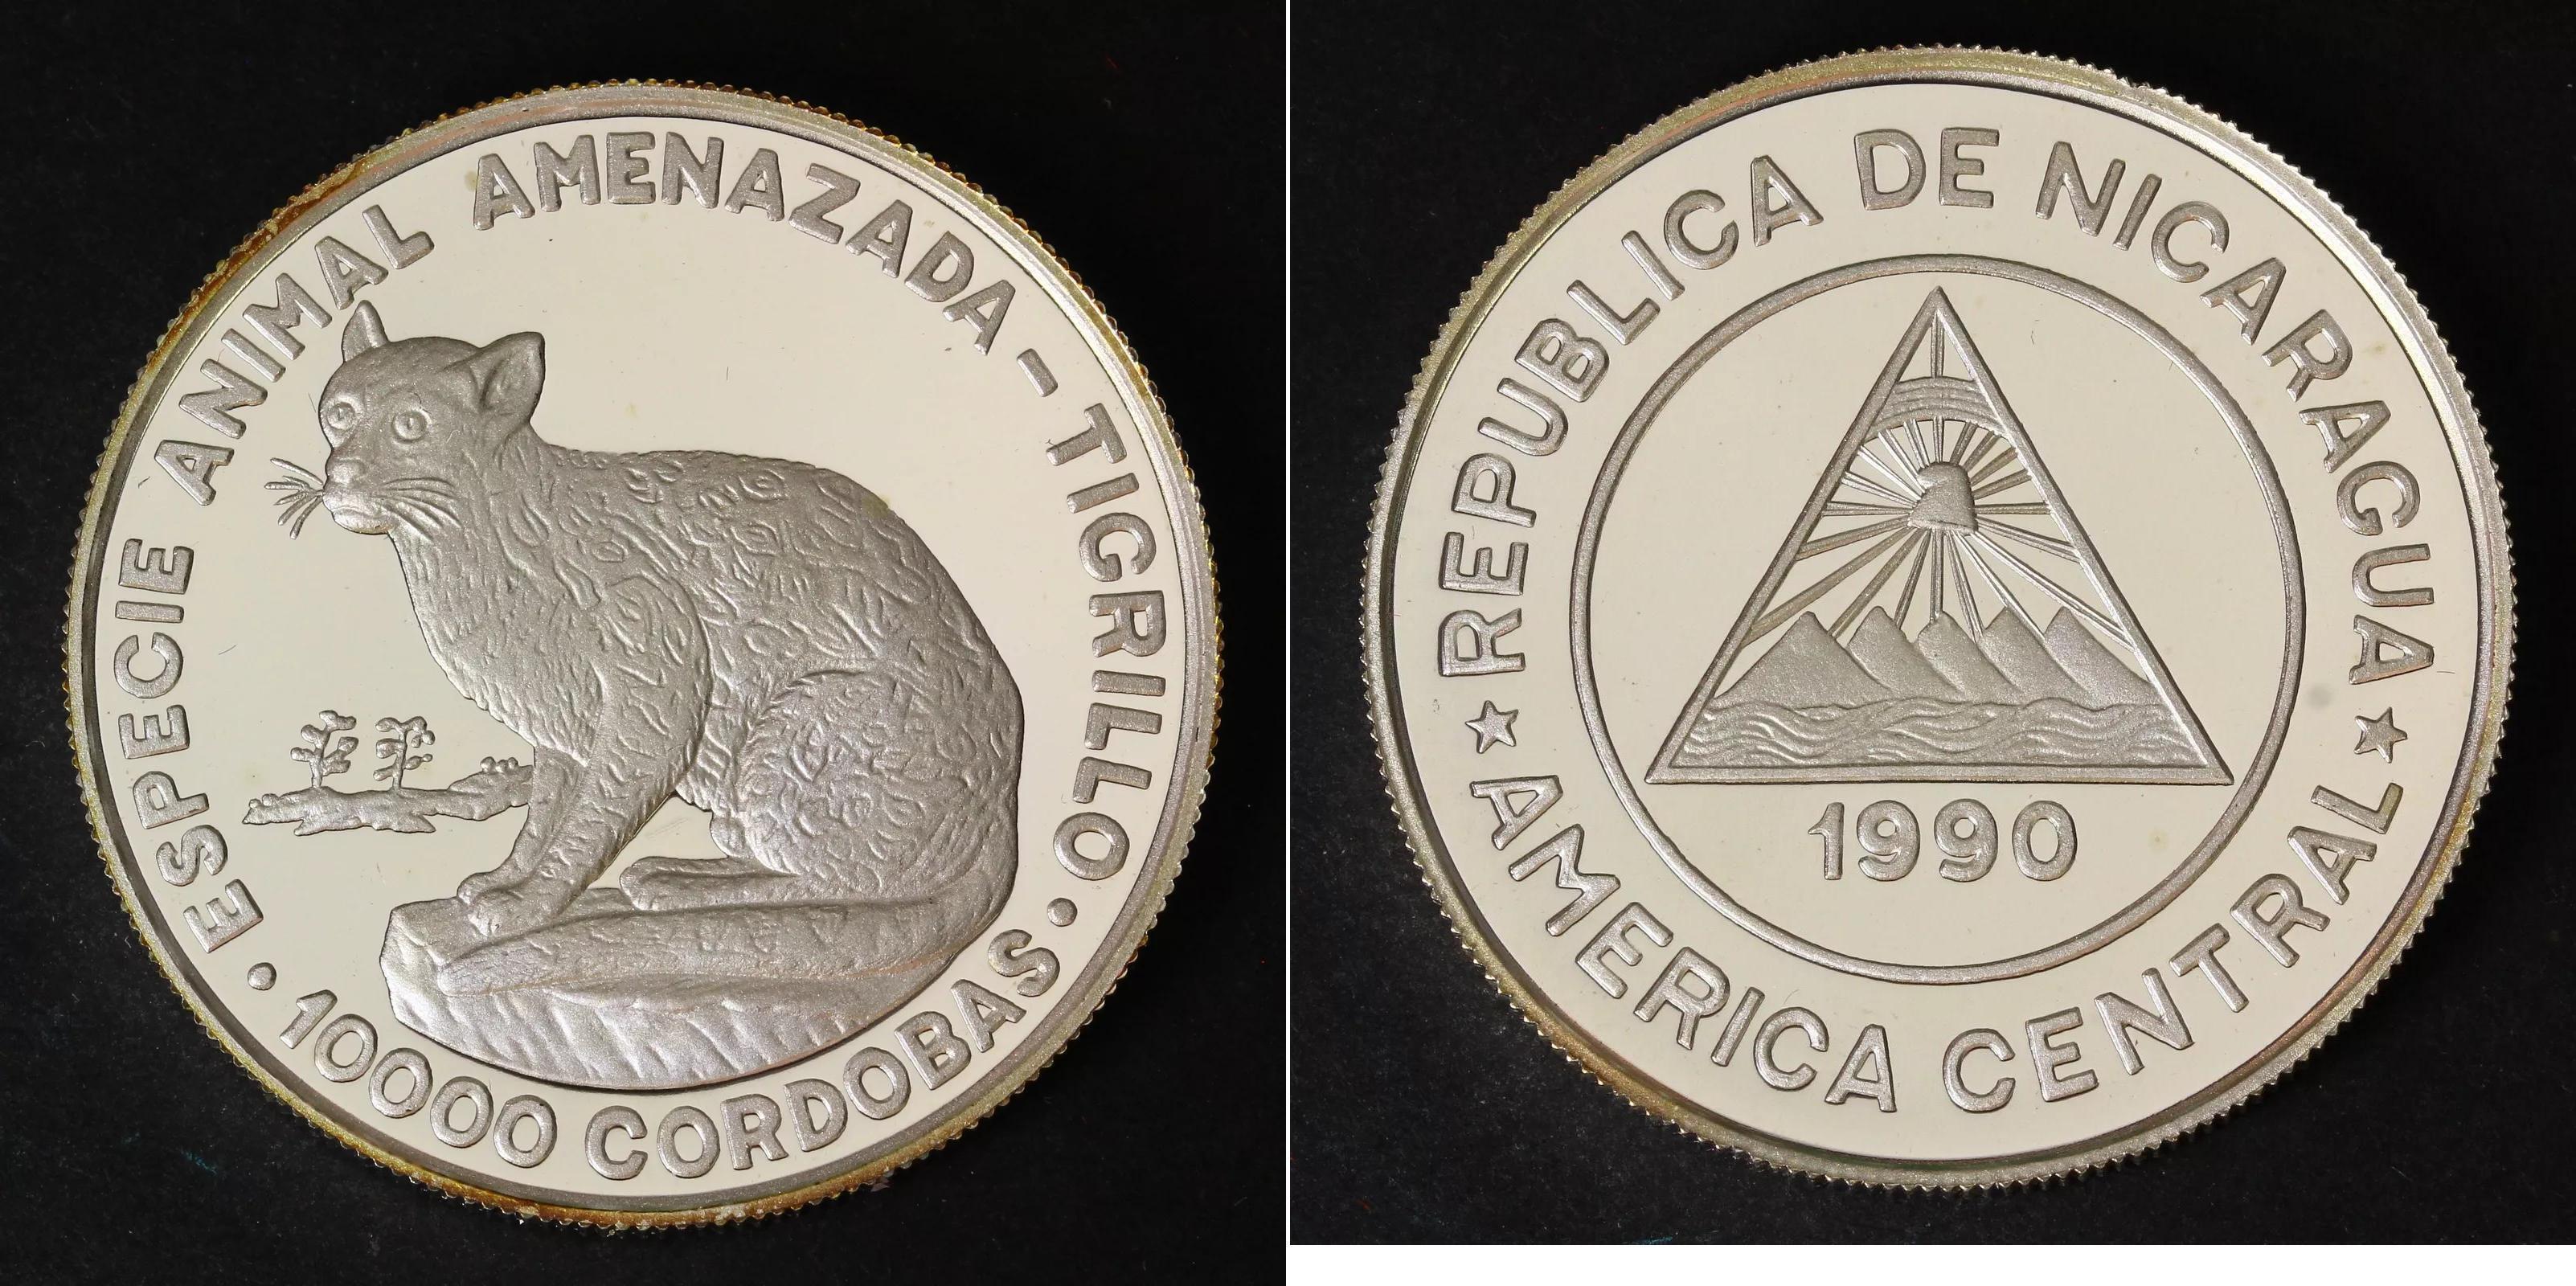 ESPECIE ANIMAL AMENAZADA - TIGRILLO
· 10000 CORDOBAS ·
REPUBLICA DE NICARAGUA
1990
★ AMERICA CENTRAL ★